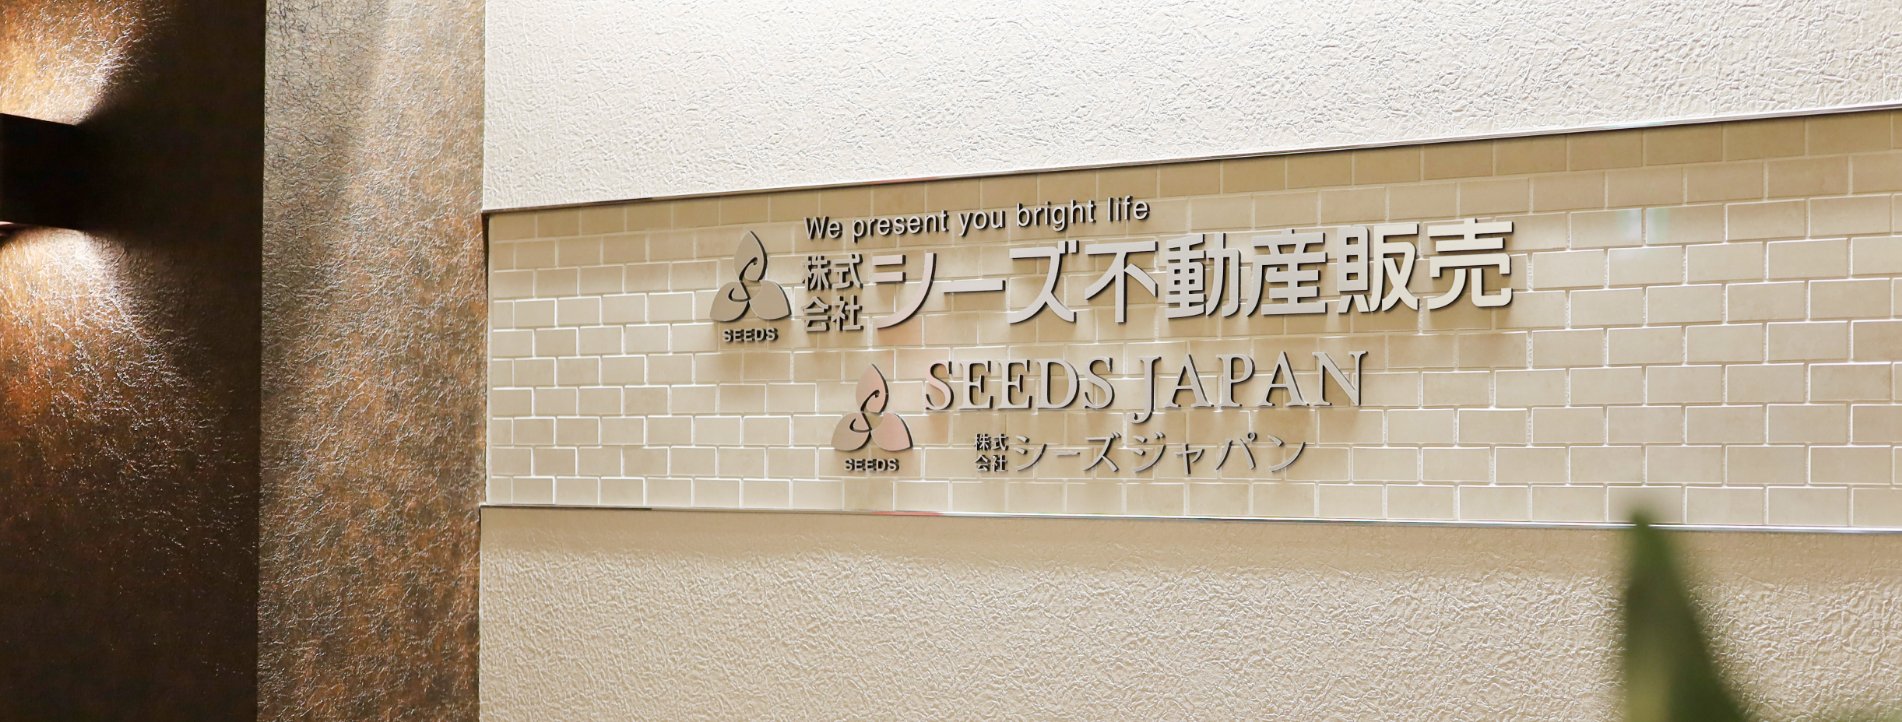 We present you bright life
株式会社シーズ不動産販売
SEEDS
SEEDS JAPAN
株式会社シーズジャパン
SEEDS